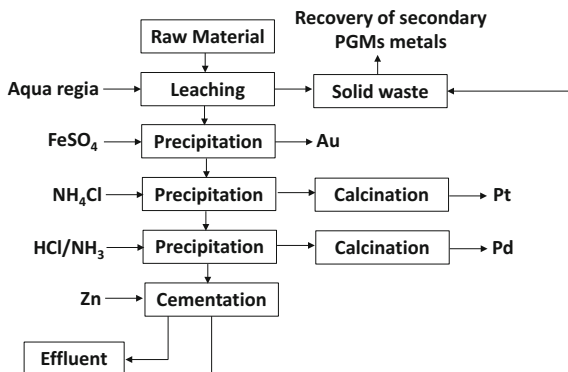 Recovery of secondary
PGMs metals
Raw Material
Aqua regia
Leaching
Solid waste
FeSO₄
Precipitation
Au
NH₄Cl
Precipitation
Calcination
Pt
HCl/NH₃
Precipitation
Calcination
Pd
Zn
Cementation
Effluent